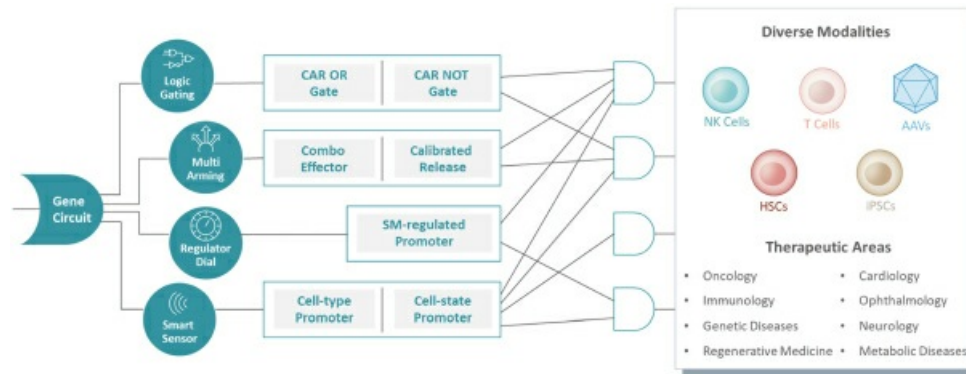 Gene
Circuit
Logic
Gating
Multi
Arming
Regulator
Dial
Smart
Sensor
CAR OR
Gate
CAR NOT
Gate
Combo
Effector
Calibrated
Release
SM-regulated
Promoter
Cell-type
Promoter
Cell-state
Promoter
Diverse Modalities
NK Cells
T Cells
AAVs
HSCs
iPSCs
Therapeutic Areas
• Oncology
• Immunology
• Genetic Diseases
• Regenerative Medicine
• Cardiology
• Ophthalmology
• Neurology
• Metabolic Diseases